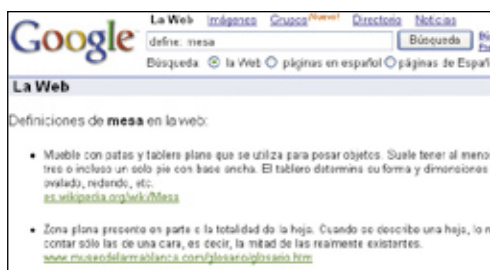 Google
La Web Imágenes Grupos Nuevo! Directorio Noticias
define: mesa
Búsqueda
Búsqueda: la Web páginas en español páginas de Espa
La Web
Definiciones de mesa en la web:
Mueble con patas y tablero plano que se utiliza para posar objetos. Suele tener al menos
tres o incluso un solo pie con base ancha. El tablero determina su forma y dimensiones
ovalado, redondo, etc.
es.wikipedia.org/wiki/Mesa
Zona plana presente en parte o la totalidad de la hoja. Cuando se describe una hoja, lo
contar sólo las de una cara, es decir, la mitad de las realmente existentes.
www.museodelarmablanca.com/glosario/glosario.htm